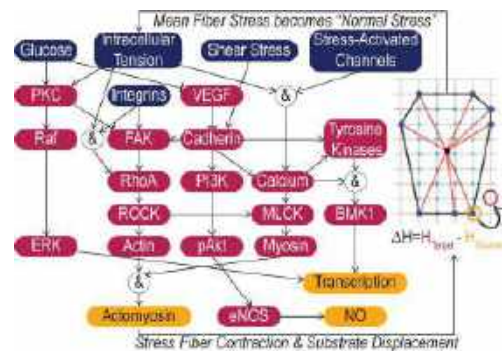 Mean Fiber Stress becomes "Normal Stress"
Glucose
Intracellular Tension
Shear Stress
Stress-Activated Channels
PKC
Integrins
VEGF
&
Raf
&
FAK
Cadherin
Tyrosine Kinases
RhoA
PI3K
Calcium
&
ROCK
MLCK
BMK1
ΔH=H
- H
ERK
Actin
pAkt
Myosin
&
Transcription
Actomyosin
eNOS
NO
Stress Fiber Contraction & Substrate Displacement